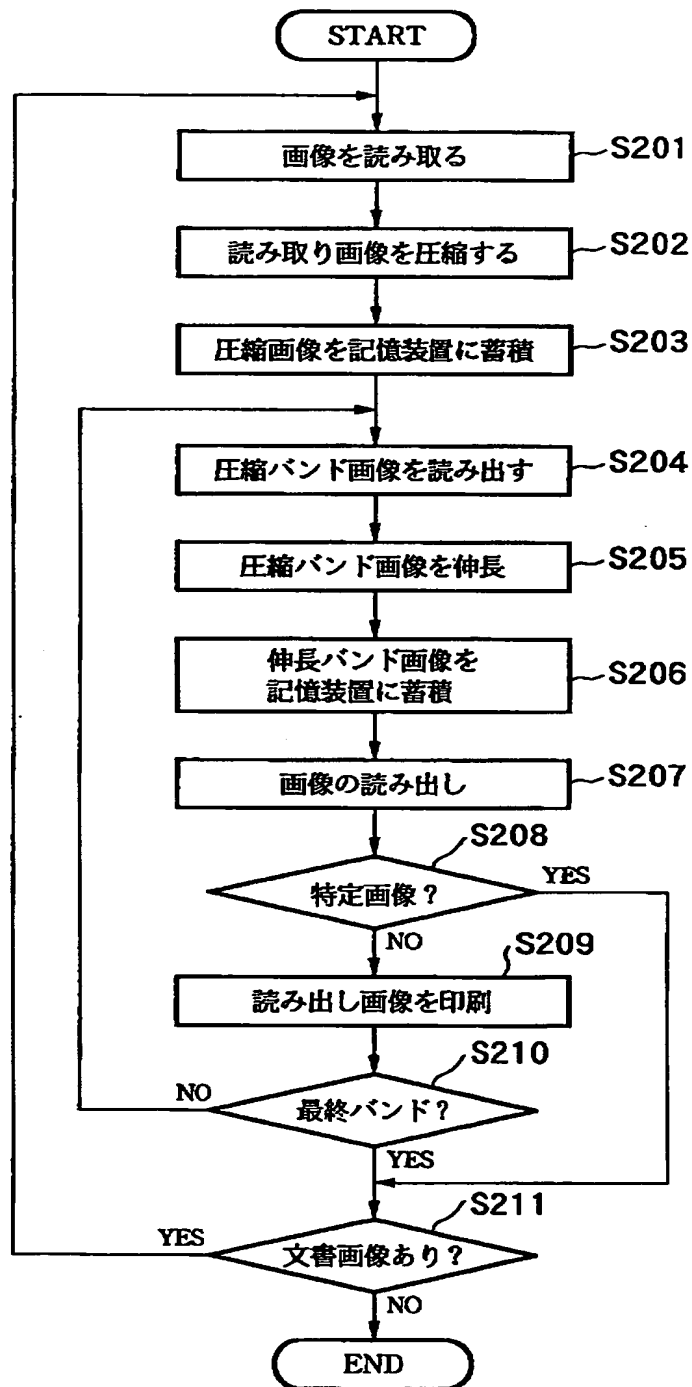 START
画像を読み取る
S201
読み取り画像を圧縮する
S202
圧縮画像を記憶装置に蓄積
S203
圧縮バンド画像を読み出す
S204
圧縮バンド画像を伸長
S205
伸長バンド画像を
記憶装置に蓄積
S206
画像の読み出し
S207
S208
特定画像?
YES
NO
S209
読み出し画像を印刷
S210
NO
最終バンド?
YES
S211
YES
文書画像あり?
NO
END